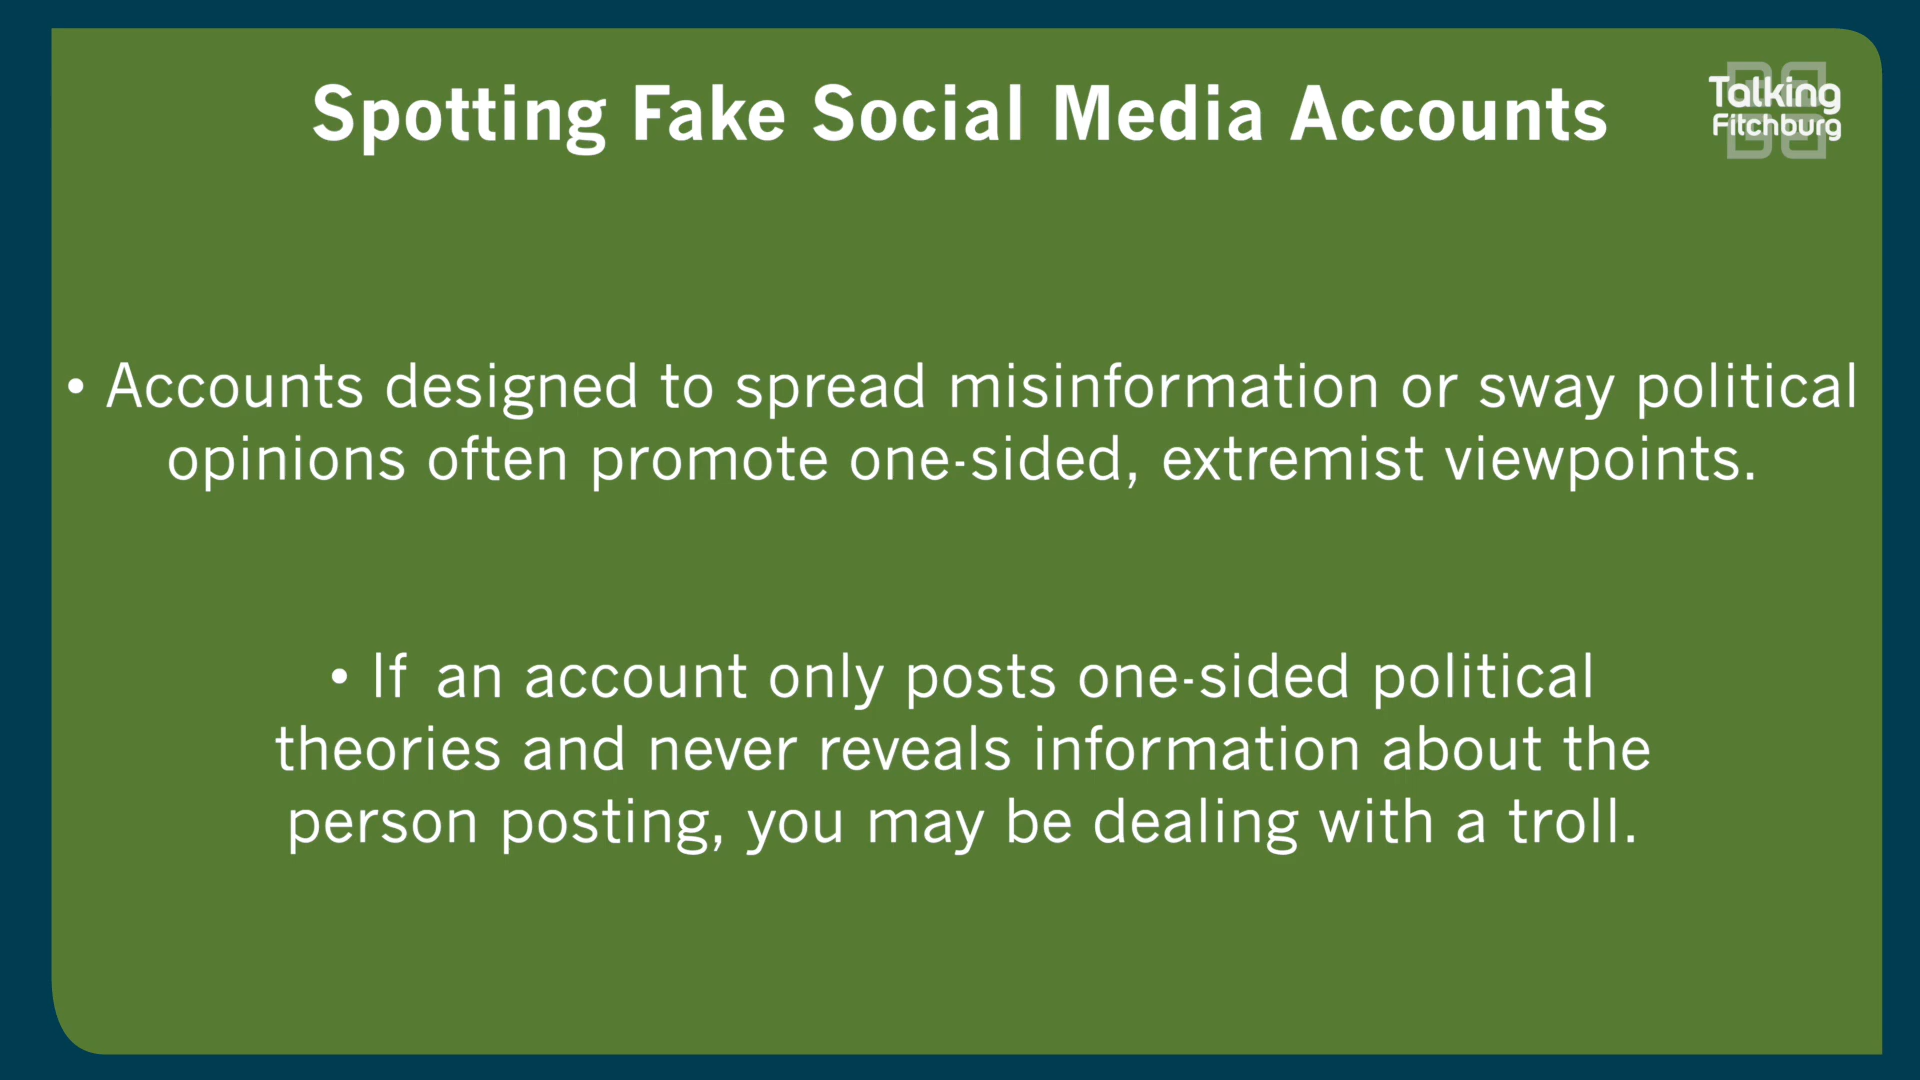 Spotting Fake Social Media Accounts
Talking
Fitchburg
• Accounts designed to spread misinformation or sway political
opinions often promote one-sided, extremist viewpoints.
• If an account only posts one-sided political
theories and never reveals information about the
person posting, you may be dealing with a troll.